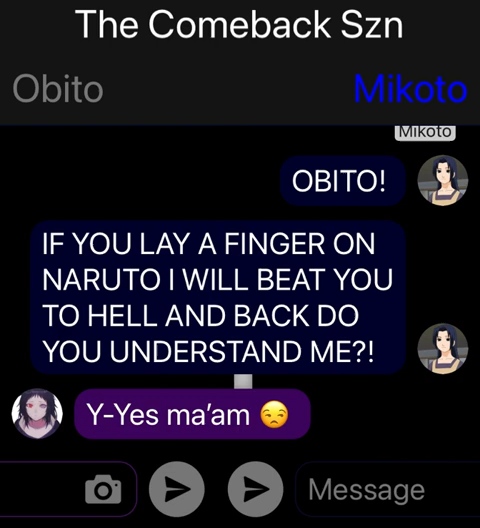 The Comeback Szn
Obito Mikoto
Mikoto
OBITO!
IF YOU LAY A FINGER ON
NARUTO I WILL BEAT YOU
TO HELL AND BACK DO
YOU UNDERSTAND ME?!
Y-Yes ma’am 😒
Message